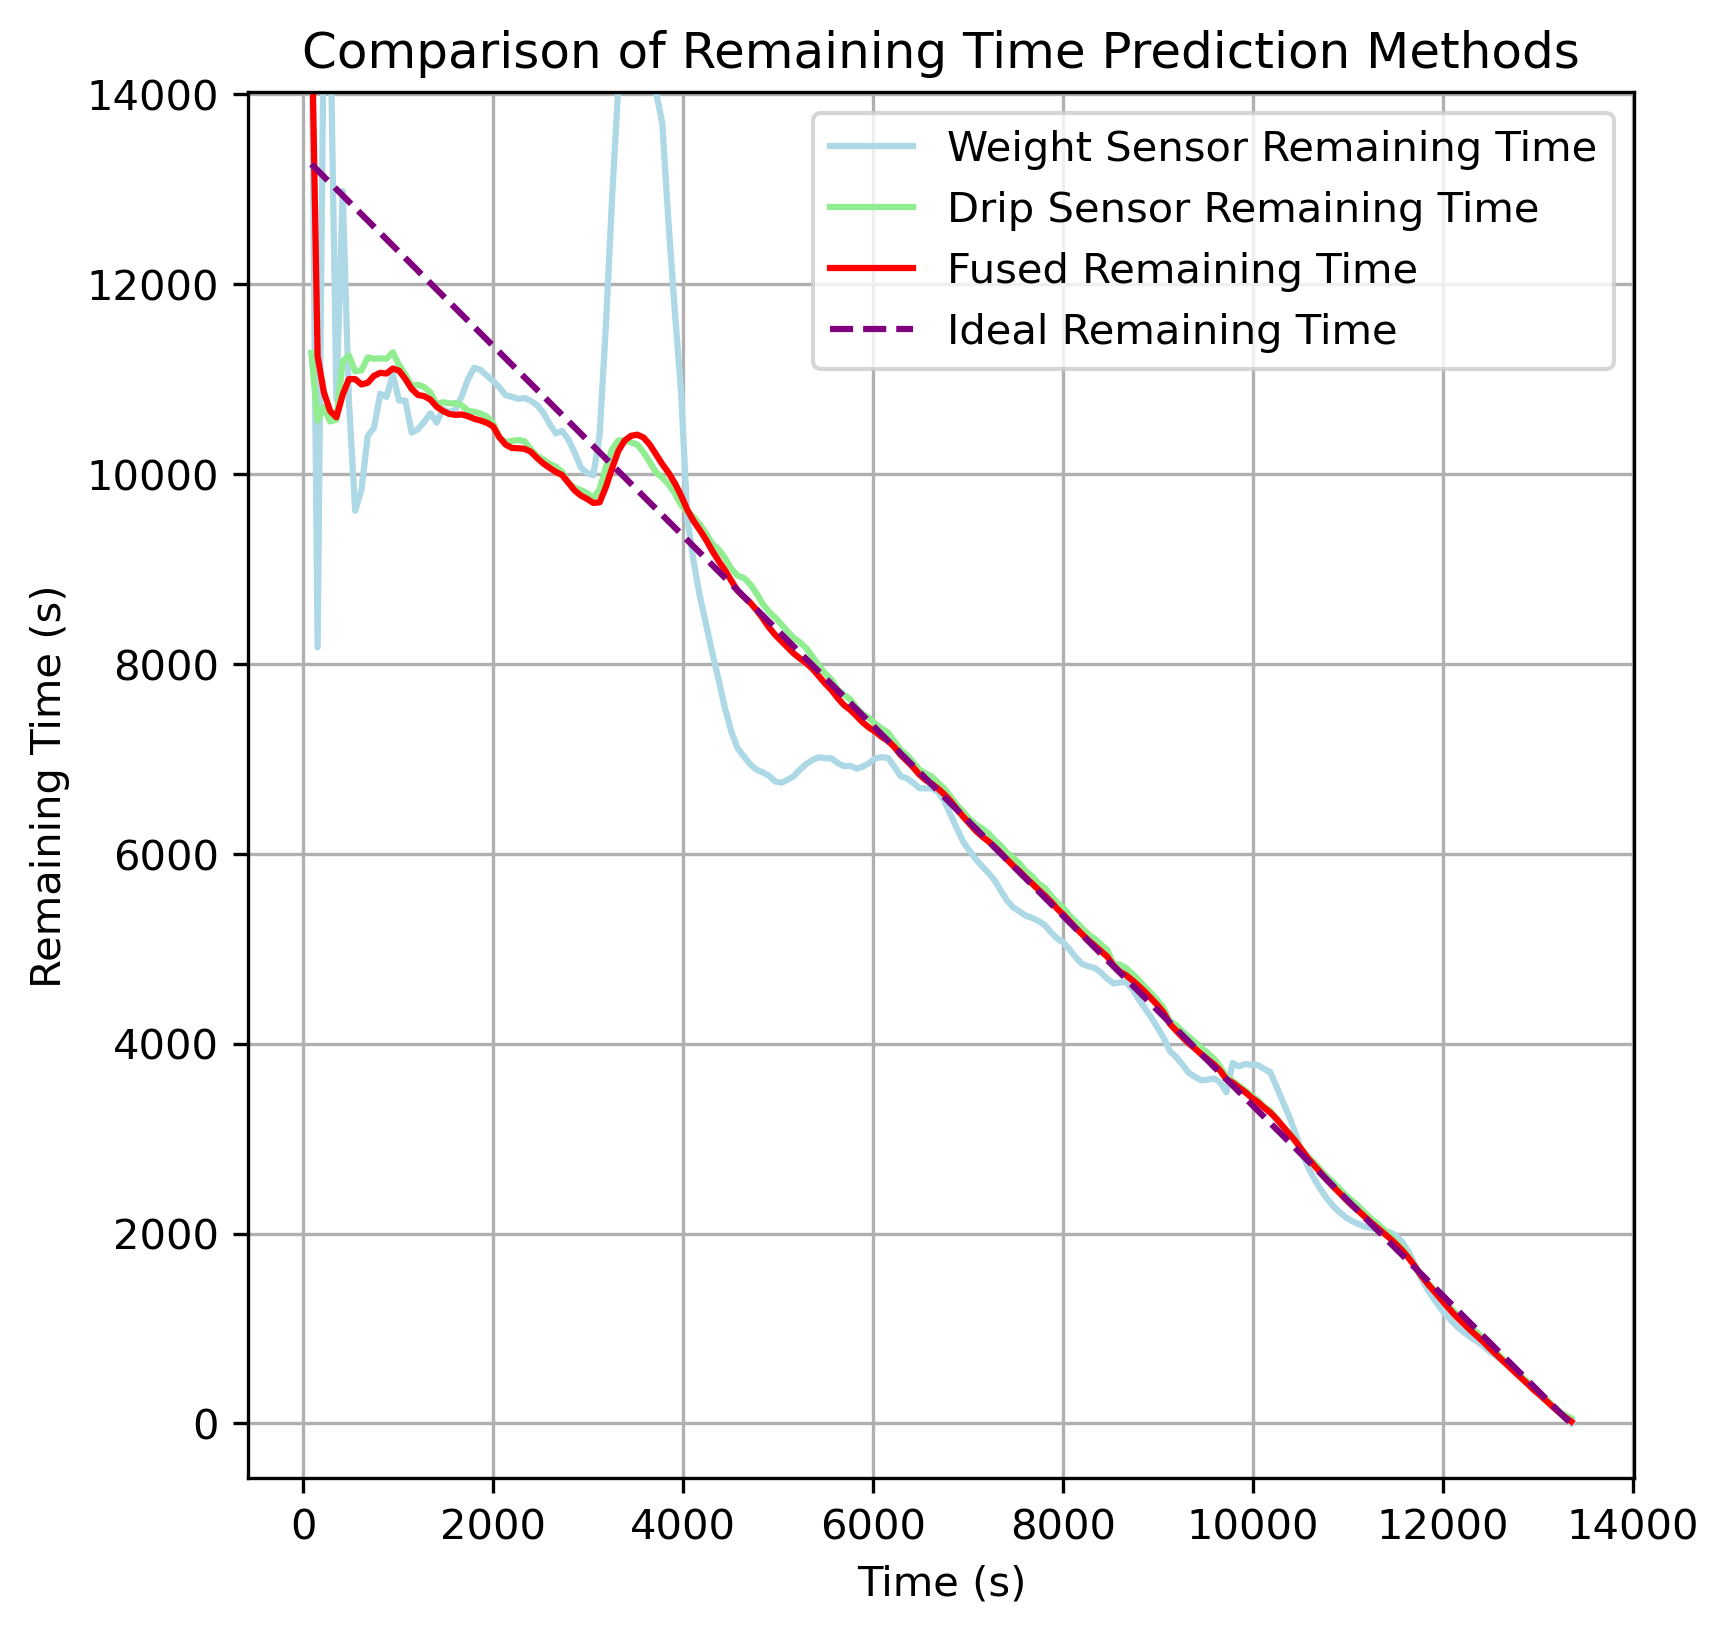 Comparison of Remaining Time Prediction Methods
14000
12000
10000
8000
6000
4000
2000
0
Remaining Time (s)
Weight Sensor Remaining Time
Drip Sensor Remaining Time
Fused Remaining Time
Ideal Remaining Time
0 2000 4000 6000 8000 10000 12000 14000
Time (s)